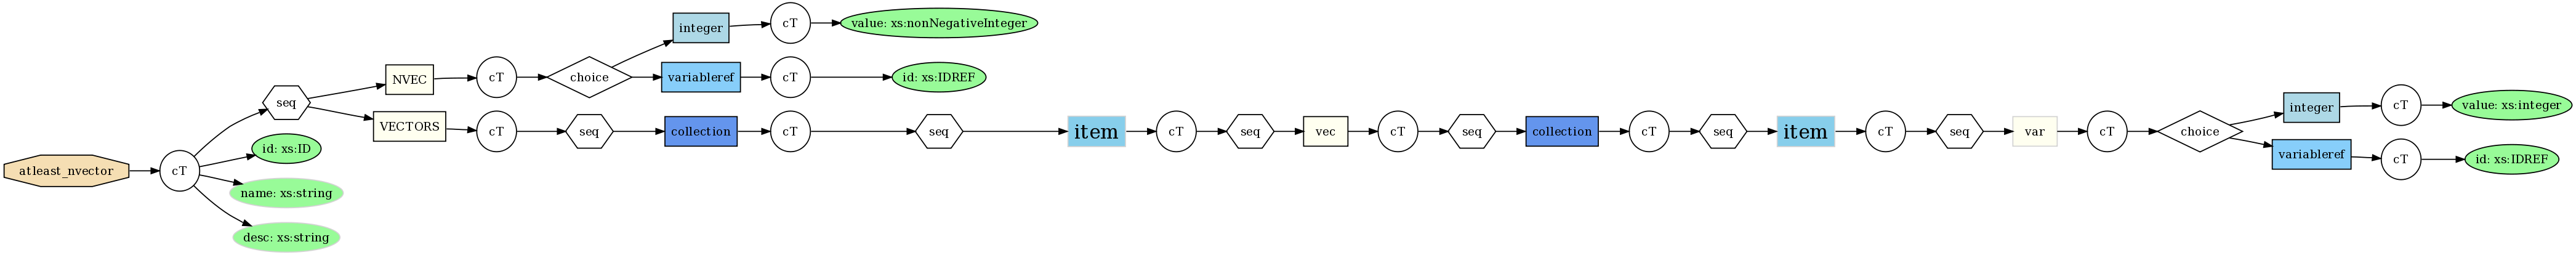 atleast_nvector
cT
seq
NVEC
cT
choice
integer
cT
value: xs:nonNegativeInteger
variableref
cT
id: xs:IDREF
VECTORS
cT
seq
collection
cT
seq
item
cT
seq
vec
cT
seq
collection
cT
seq
item
cT
seq
var
cT
choice
integer
cT
value: xs:integer
variableref
cT
id: xs:IDREF
id: xs:ID
name: xs:string
desc: xs:string